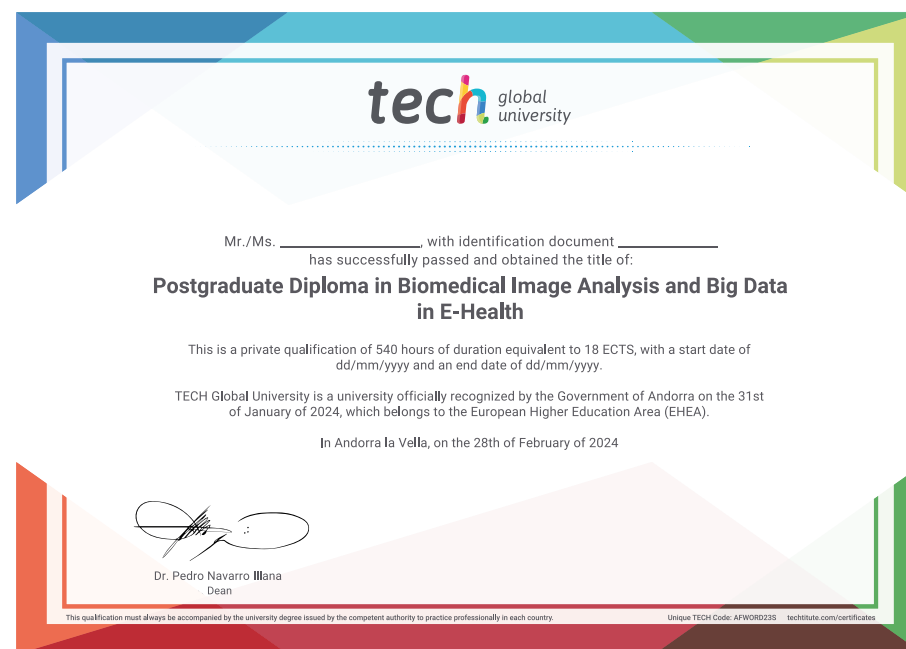 tech global
university
Mr./Ms. ____________, with identification document ____________
has successfully passed and obtained the title of:
Postgraduate Diploma in Biomedical Image Analysis and Big Data
in E-Health
This is a private qualification of 540 hours of duration equivalent to 18 ECTS, with a start date of
dd/mm/yyyy and an end date of dd/mm/yyyy.
TECH Global University is a university officially recognized by the Government of Andorra on the 31st
of January of 2024, which belongs to the European Higher Education Area (EHEA).
In Andorra la Vella, on the 28th of February of 2024
Dr. Pedro Navarro Illana
Dean
This qualification must always be accompanied by the university degree issued by the competent authority to practice professionally in each country.
Unique TECH Code: AFWORD23S techtitute.com/certificates